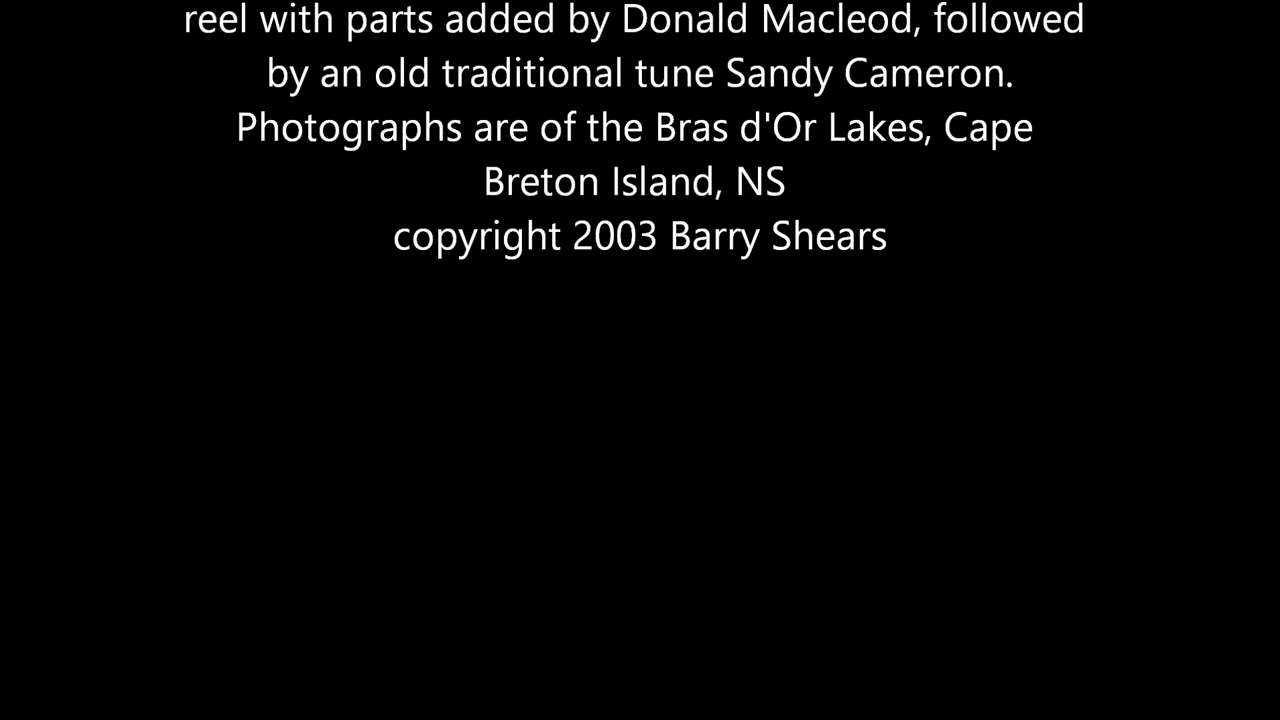 reel with parts added by Donald Macleod, followed
by an old traditional tune Sandy Cameron.
Photographs are of the Bras d'Or Lakes, Cape
Breton Island, NS
copyright 2003 Barry Shears